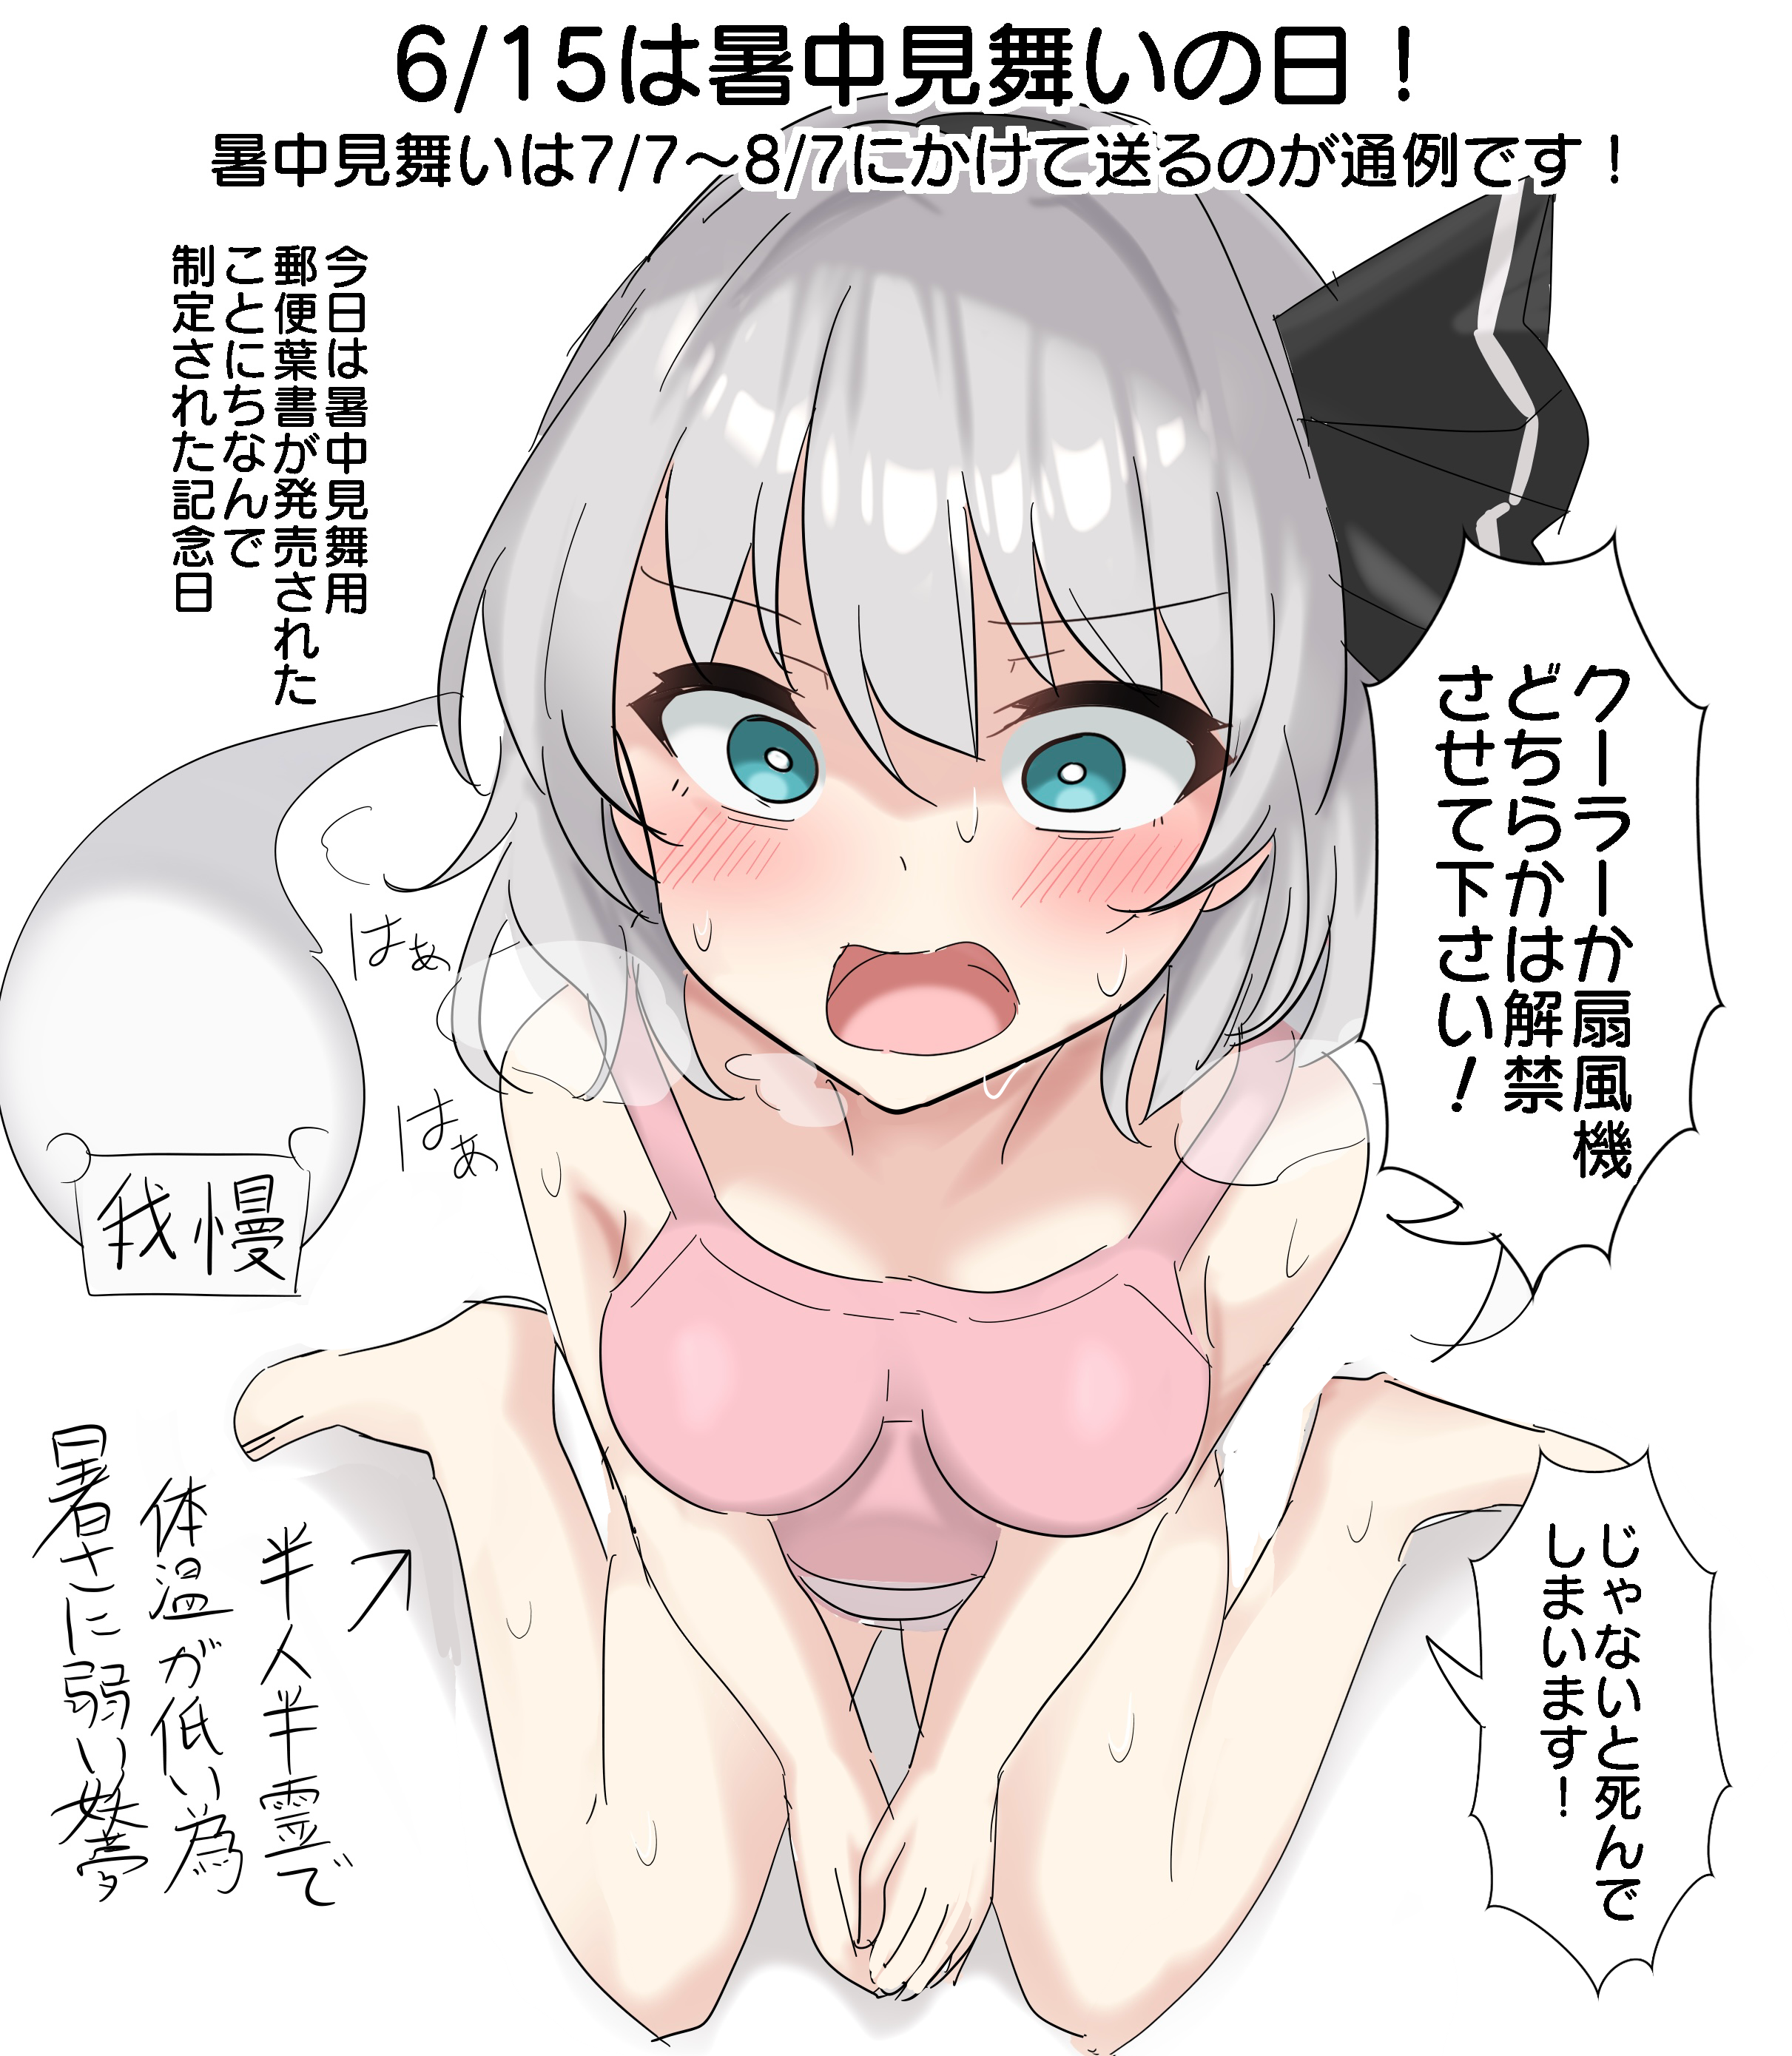 6/15は暑中見舞いの日！
暑中見舞いは7/7～8/7にかけて送るのが通例です！
今日は暑中見舞用
郵便葉書が発売された
ことにちなんで
制定された記念日
クーラーか扇風機
どちらかは解禁
させて下さい！
はぁ
はぁ
我慢
じゃないと死んで
しまいます！
半人半霊で
体温が低い為
暑さに弱い妖夢